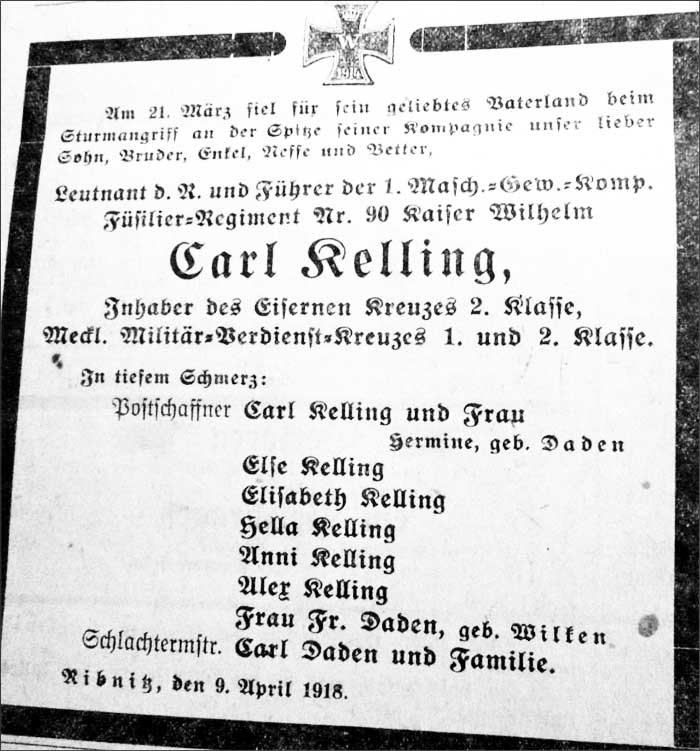 W
1914
Am 21. März fiel für sein geliebtes Vaterland beim
Sturmangriff an der Spitze seiner Kompagnie unser lieber
Sohn, Bruder, Enkel, Neffe und Vetter,
Leutnant d. R. und Führer der 1. Masch.=Gew.=Komp.
Füsilier=Regiment Nr. 90 Kaiser Wilhelm
Carl Kelling,
Inhaber des Eisernen Kreuzes 2. Klasse,
Meckl. Militär=Verdienst=Kreuzes 1. und 2. Klasse.
In tiefem Schmerz:
Postschaffner Carl Kelling und Frau
Hermine, geb. Daden
Else Kelling
Elisabeth Kelling
Hella Kelling
Anni Kelling
Alex Kelling
Frau Fr. Daden, geb. Wilken
Schlachtermstr. Carl Daden und Familie.
Ribnitz, den 9. April 1918.